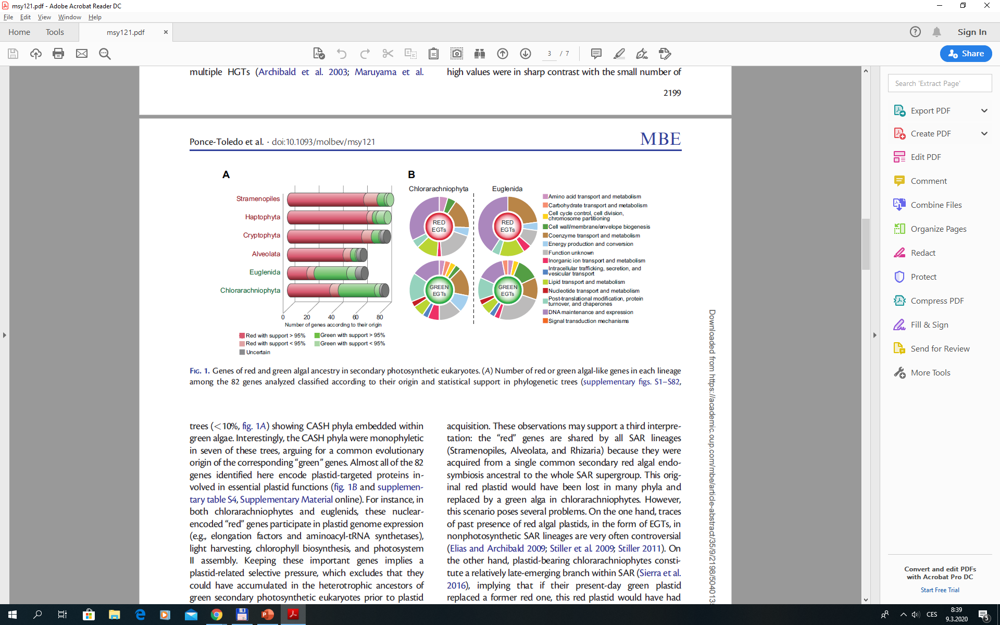 msy121.pdf - Adobe Acrobat Reader DC
File Edit View Window Help
Home Tools msy121.pdf ×
? Sign In
3 / 7
Share
multiple HGTs (Archibald et al. 2003; Maruyama et al.
high values were in sharp contrast with the small number of
2199
Ponce-Toledo et al. · doi:10.1093/molbev/msy121
MBE
A
Stramenopiles
Haptophyta
Cryptophyta
Alveolata
Euglenida
Chlorarachniophyta
0 20 40 60 80
Number of genes according to their origin
Red with support > 95%
Green with support > 95%
Red with support < 95%
Green with support < 95%
Uncertain
B
Chlorarachniophyta
Euglenida
RED
EGTs
RED
EGTs
GREEN
EGTs
GREEN
EGTs
Amino acid transport and metabolism
Carbohydrate transport and metabolism
Cell cycle control, cell division,
chromosome partitioning
Cell wall/membrane/envelope biogenesis
Coenzyme transport and metabolism
Energy production and conversion
Function unknown
Inorganic ion transport and metabolism
Intracellular trafficking, secretion, and
vesicular transport
Lipid transport and metabolism
Nucleotide transport and metabolism
Post-translational modification, protein
turnover, and chaperones
DNA maintenance and expression
Signal transduction mechanisms
FIG. 1. Genes of red and green algal ancestry in secondary photosynthetic eukaryotes. (A) Number of red or green algal-like genes in each lineage
among the 82 genes analyzed classified according to their origin and statistical support in phylogenetic trees (supplementary figs. S1–S82,
trees (<10%, fig. 1A) showing CASH phyla embedded within
green algae. Interestingly, the CASH phyla were monophyletic
in seven of these trees, arguing for a common evolutionary
origin of the corresponding “green” genes. Almost all of the 82
genes identified here encode plastid-targeted proteins in-
volved in essential plastid functions (fig. 1B and supplemen-
tary table S4, Supplementary Material online). For instance, in
both chlorarachniophytes and euglenids, these nuclear-
encoded “red” genes participate in plastid genome expression
(e.g., elongation factors and aminoacyl-tRNA synthetases),
light harvesting, chlorophyll biosynthesis, and photosystem
II assembly. Keeping these important genes implies a
plastid-related selective pressure, which excludes that they
could have accumulated in the heterotrophic ancestors of
green secondary photosynthetic eukaryotes prior to plastid
acquisition. These observations may support a third interpre-
tation: the “red” genes are shared by all SAR lineages
(Stramenopiles, Alveolata, and Rhizaria) because they were
acquired from a single common secondary red algal endo-
symbiosis ancestral to the whole SAR supergroup. This orig-
inal red plastid would have been lost in many phyla and
replaced by a green alga in chlorarachniophytes. However,
this scenario poses several problems. On the one hand, traces
of past presence of red algal plastids, in the form of EGTs, in
nonphotosynthetic SAR lineages are very often controversial
(Elias and Archibald 2009; Stiller et al. 2009; Stiller 2011). On
the other hand, plastid-bearing chlorarachniophytes consti-
tute a relatively late-emerging branch within SAR (Sierra et al.
2016), implying that if their present-day green plastid
replaced a former red one, this red plastid would have had
Downloaded from https://academic.oup.com/mbe/article-abstract/35/9/2198/504013
Search 'Extract Page'
Export PDF
Create PDF
Edit PDF
Comment
Combine Files
Organize Pages
Redact
Protect
Compress PDF
Fill & Sign
Send for Review
More Tools
Convert and edit PDFs
with Acrobat Pro DC
Start Free Trial
CES
8:39
9.3.2020
5